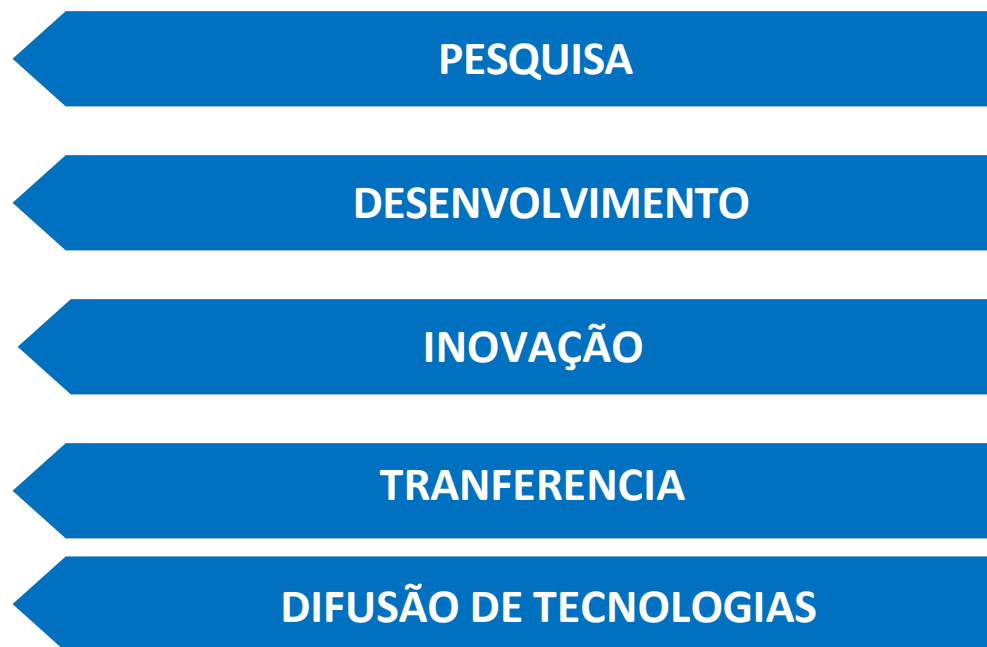 PESQUISA
DESENVOLVIMENTO
INOVAÇÃO
TRANFERENCIA
DIFUSÃO DE TECNOLOGIAS